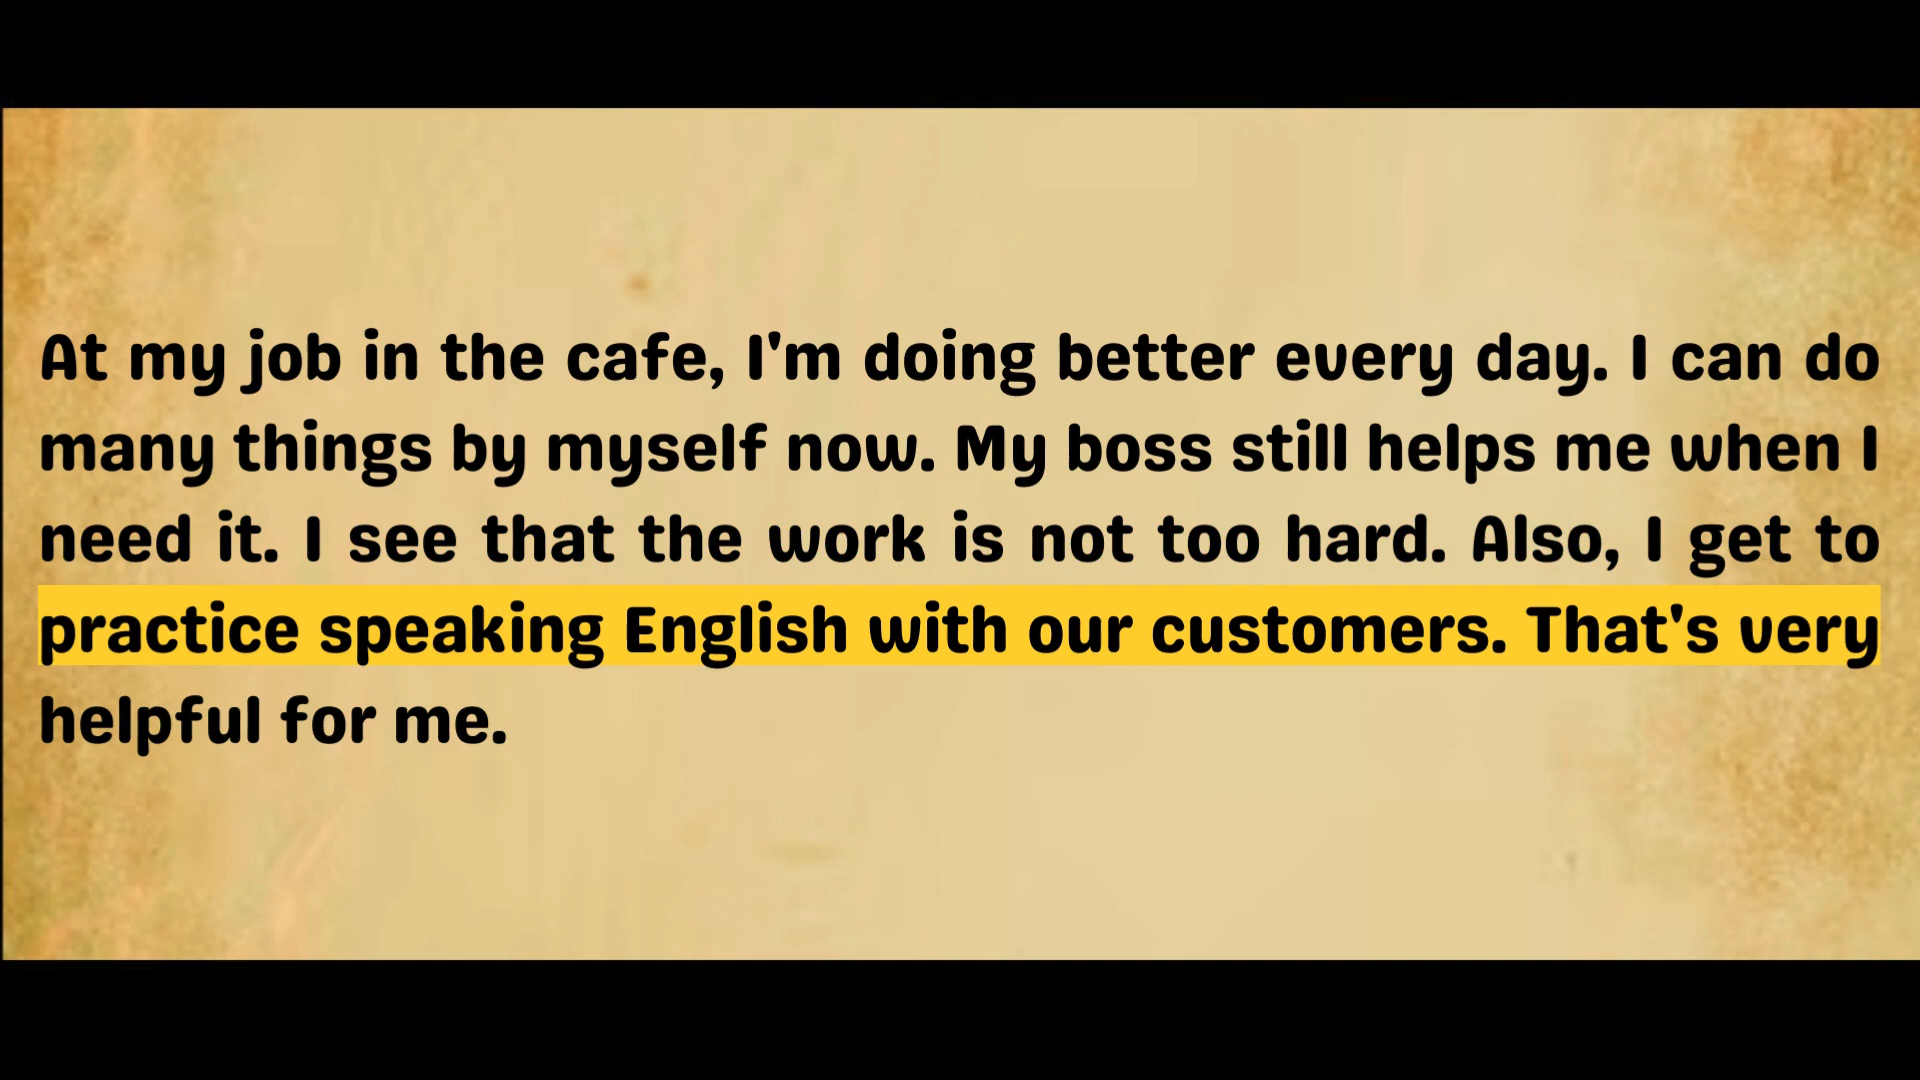 At my job in the cafe, I'm doing better every day. I can do
many things by myself now. My boss still helps me when I
need it. I see that the work is not too hard. Also, I get to
practice speaking English with our customers. That's very
helpful for me.